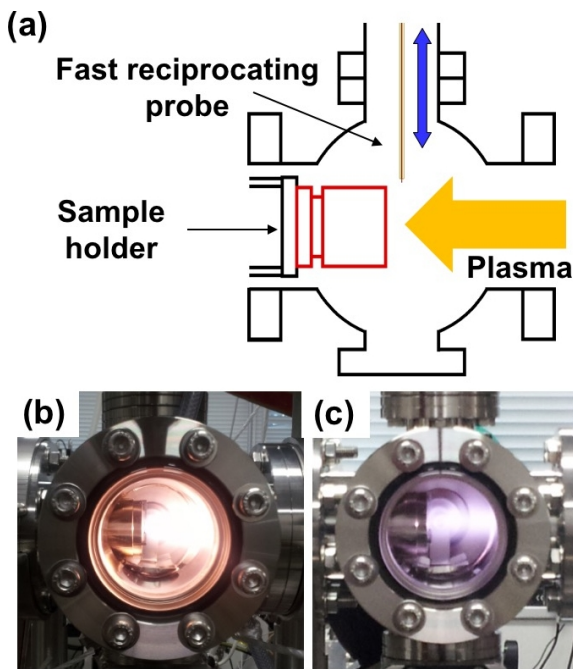 (a)
Fast reciprocating
probe
Sample
holder
Plasma
(b)
(c)